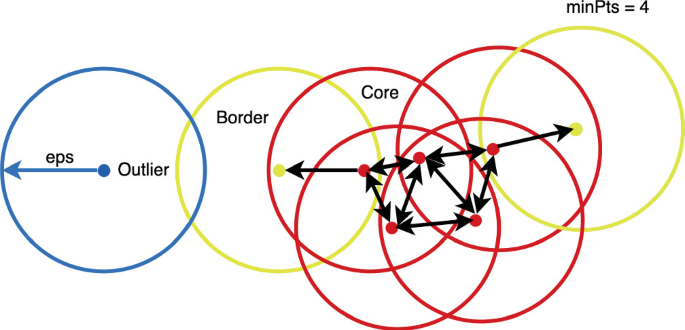 minPts = 4
Core
Border
eps
Outlier